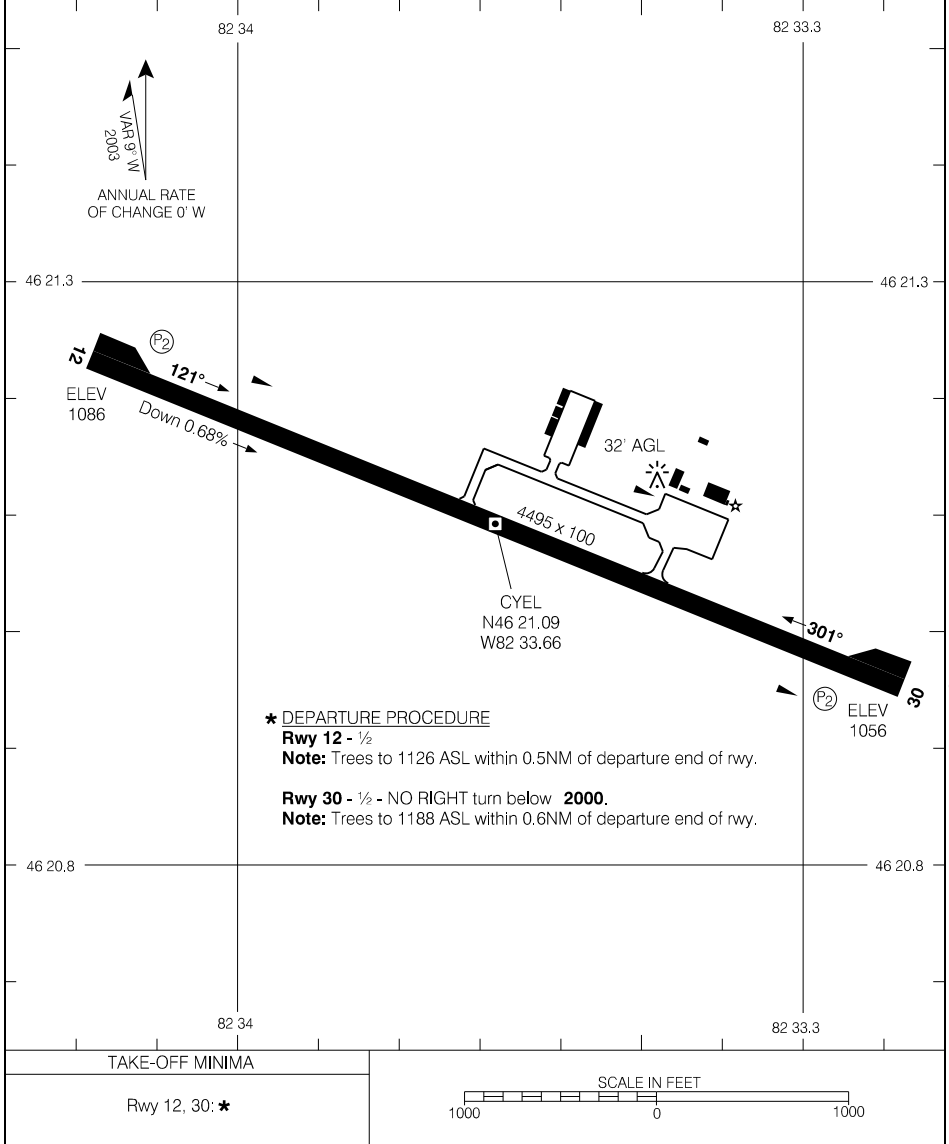 82 34
82 33.3
VAR 9° W
2003
ANNUAL RATE
OF CHANGE 0' W
46 21.3
46 21.3
P2
12
121°
ELEV
1086
Down 0.68%
32' AGL
4495 x 100
CYEL
N46 21.09
W82 33.66
301°
30
P2
ELEV
1056
* DEPARTURE PROCEDURE
Rwy 12 - ½
Note: Trees to 1126 ASL within 0.5NM of departure end of rwy.
Rwy 30 - ½ - NO RIGHT turn below 2000.
Note: Trees to 1188 ASL within 0.6NM of departure end of rwy.
46 20.8
46 20.8
82 34
82 33.3
TAKE-OFF MINIMA
Rwy 12, 30: *
SCALE IN FEET
1000 0 1000